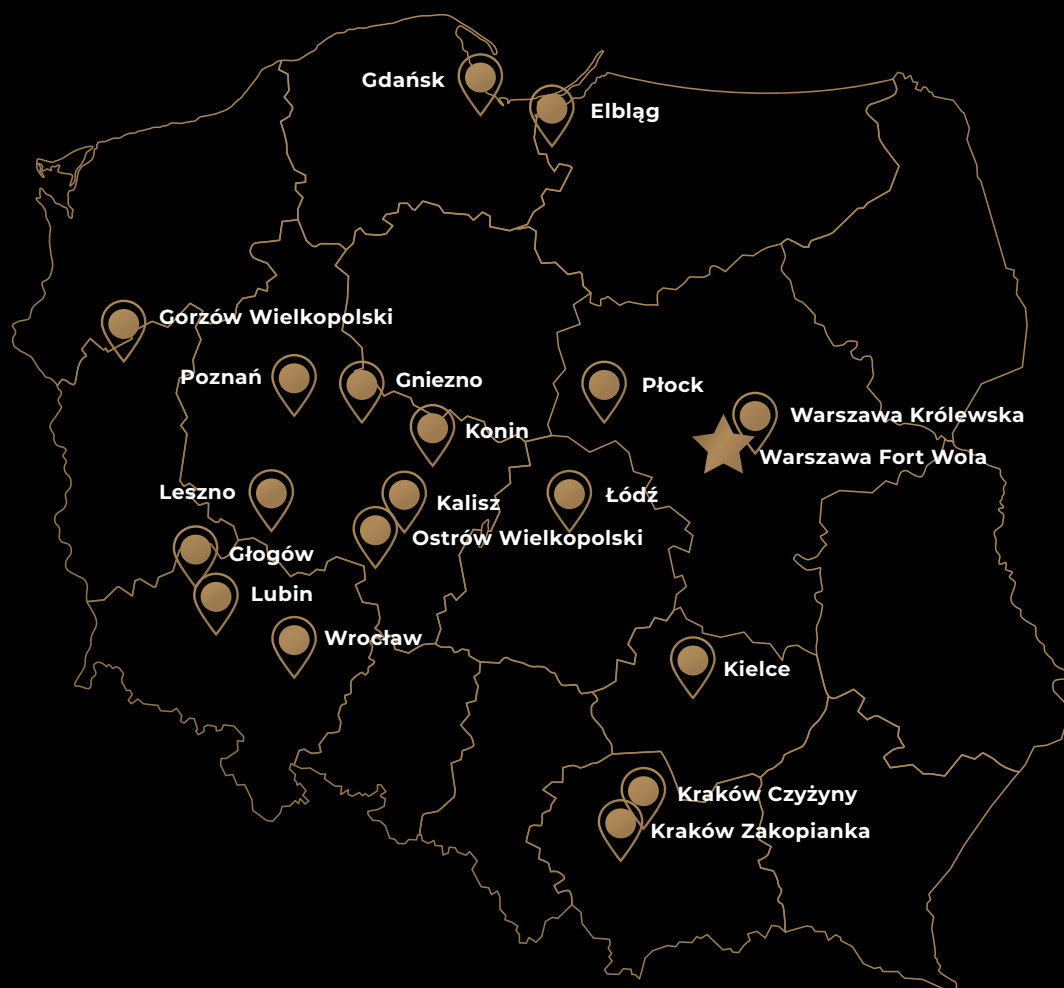 Gdańsk
Elbląg
Gorzów Wielkopolski
Poznań
Gniezno
Płock
Warszawa Królewska
Konin
Warszawa Fort Wola
Leszno
Kalisz
Łódź
Ostrów Wielkopolski
Głogów
Lubin
Wrocław
Kielce
Kraków Czyżyny
Kraków Zakopianka